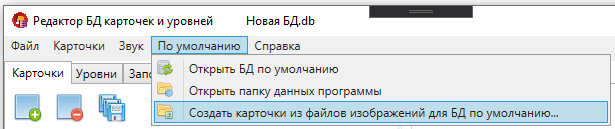 Редактор БД карточек и уровней Новая БД.db
Файл Карточки Звук По умолчанию Справка
Карточки Уровни Запо
Открыть БД по умолчанию
Открыть папку данных программы
Создать карточки из файлов изображений для БД по умолчанию...